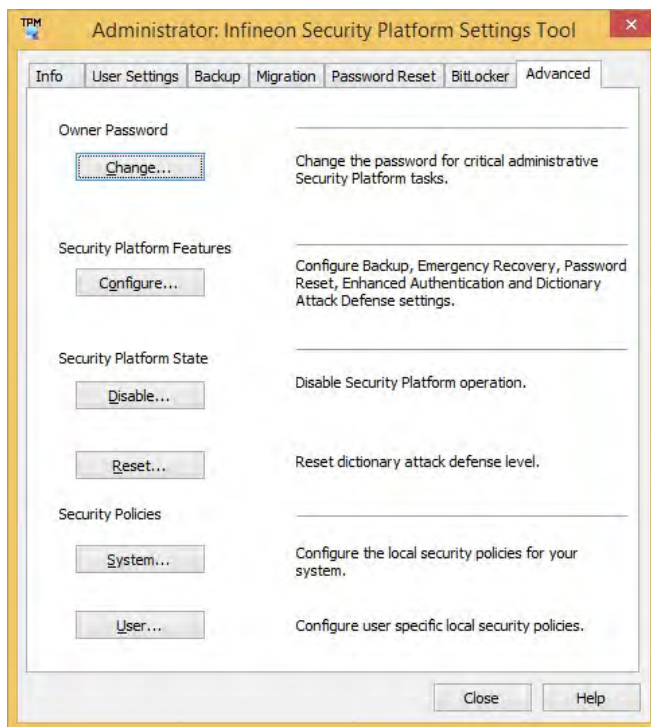 TPM
Administrator: Infineon Security Platform Settings Tool
Info User Settings Backup Migration Password Reset BitLocker Advanced
Owner Password
Change...
Change the password for critical administrative
Security Platform tasks.
Security Platform Features
Configure...
Configure Backup, Emergency Recovery, Password
Reset, Enhanced Authentication and Dictionary
Attack Defense settings.
Security Platform State
Disable...
Disable Security Platform operation.
Reset...
Reset dictionary attack defense level.
Security Policies
System...
Configure the local security policies for your
system.
User...
Configure user specific local security policies.
Close Help